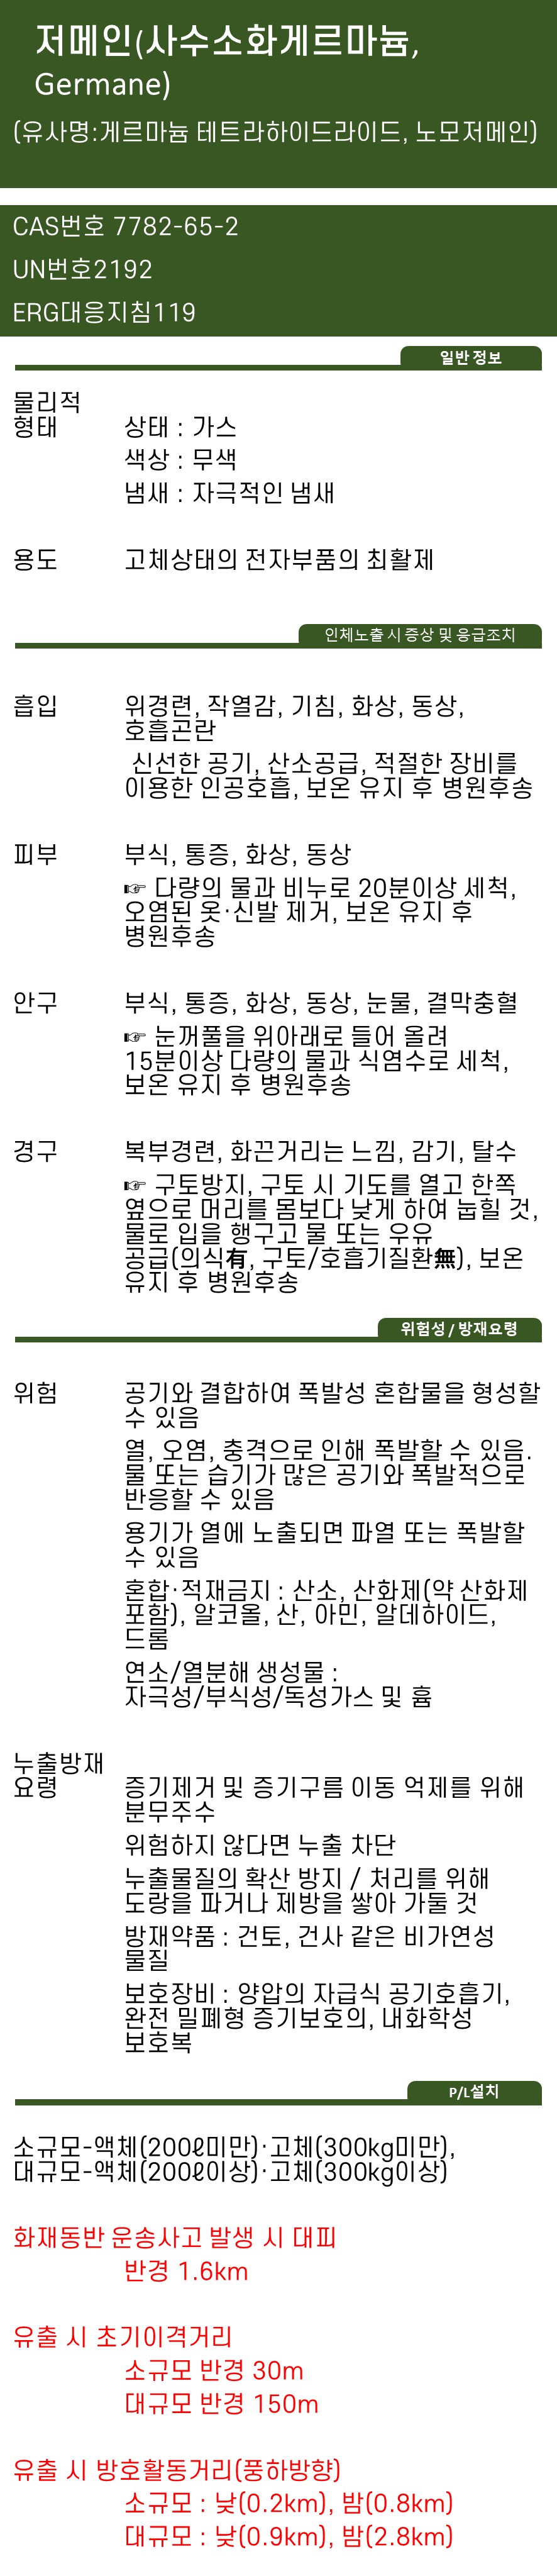 저메인(사수소화게르마늄,
Germane)
(유사명:게르마늄 테트라하이드라이드, 노모저메인)
CAS번호 7782-65-2
UN번호2192
ERG대응지침119
일반 정보
물리적
형태 상태 : 가스
색상 : 무색
냄새 : 자극적인 냄새
용도 고체상태의 전자부품의 최활제
인체노출 시 증상 및 응급조치
흡입 위경련, 작열감, 기침, 화상, 동상,
호흡곤란
신선한 공기, 산소공급, 적절한 장비를
이용한 인공호흡, 보온 유지 후 병원후송
피부 부식, 통증, 화상, 동상
☞ 다량의 물과 비누로 20분이상 세척,
오염된 옷·신발 제거, 보온 유지 후
병원후송
안구 부식, 통증, 화상, 동상, 눈물, 결막충혈
☞ 눈꺼풀을 위아래로 들어 올려
15분이상 다량의 물과 식염수로 세척,
보온 유지 후 병원후송
경구 복부경련, 화끈거리는 느낌, 감기, 탈수
☞ 구토방지, 구토 시 기도를 열고 한쪽
옆으로 머리를 몸보다 낮게 하여 눕힐 것,
물로 입을 행구고 물 또는 우유
공급(의식有, 구토/호흡기질환無), 보온
유지 후 병원후송
위험성 / 방재요령
위험 공기와 결합하여 폭발성 혼합물을 형성할
수 있음
열, 오염, 충격으로 인해 폭발할 수 있음.
물 또는 습기가 많은 공기와 폭발적으로
반응할 수 있음
용기가 열에 노출되면 파열 또는 폭발할
수 있음
혼합·적재금지 : 산소, 산화제(약 산화제
포함), 알코올, 산, 아민, 알데하이드,
드롬
연소/열분해 생성물 :
자극성/부식성/독성가스 및 흄
누출방재
요령 증기제거 및 증기구름 이동 억제를 위해
분무주수
위험하지 않다면 누출 차단
누출물질의 확산 방지 / 처리를 위해
도랑을 파거나 제방을 쌓아 가둘 것
방재약품 : 건토, 건사 같은 비가연성
물질
보호장비 : 양압의 자급식 공기호흡기,
완전 밀폐형 증기보호의, 내화학성
보호복
P/L설치
소규모-액체(200ℓ미만)·고체(300kg미만),
대규모-액체(200ℓ이상)·고체(300kg이상)
화재동반 운송사고 발생 시 대피
반경 1.6km
유출 시 초기이격거리
소규모 반경 30m
대규모 반경 150m
유출 시 방호활동거리(풍하방향)
소규모 : 낮(0.2km), 밤(0.8km)
대규모 : 낮(0.9km), 밤(2.8km)